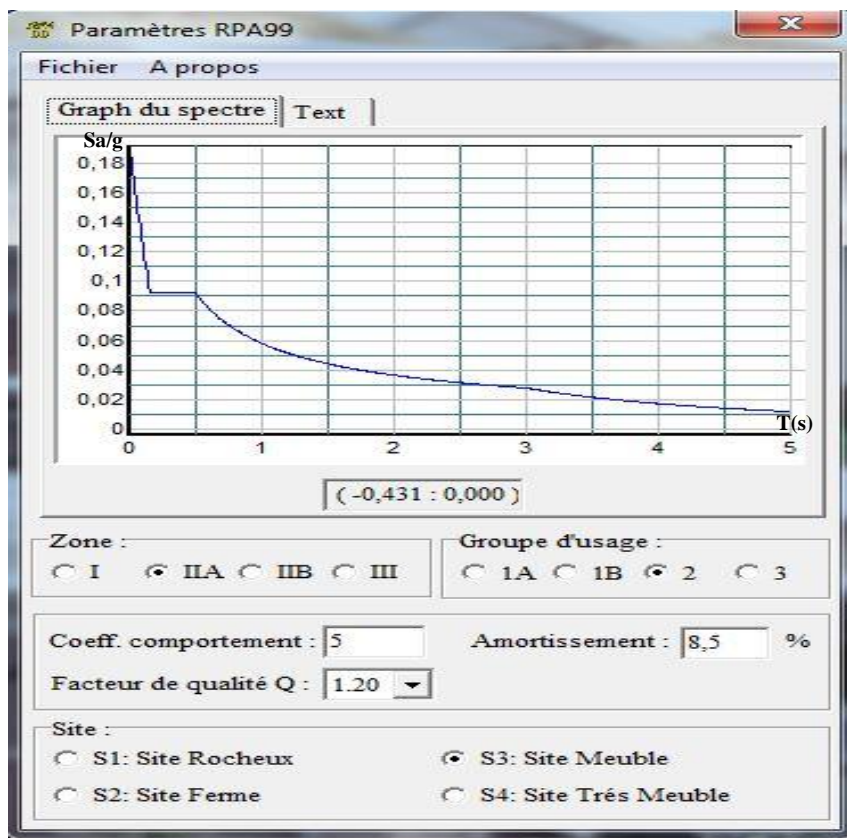 Paramètres RPA99
Fichier A propos
Graph du spectre Text
Sa/g
0,18
0,16
0,14
0,12
0,1
0,08
0,06
0,04
0,02
0
T(s)
0 1 2 3 4 5
( -0,431 : 0,000 )
Zone : Groupe d'usage :
I IIA IIB III 1A 1B 2 3
Coeff. comportement : 5 Amortissement : 8,5 %
Facteur de qualité Q : 1.20
Site :
S1: Site Rocheux S3: Site Meuble
S2: Site Ferme S4: Site Trés Meuble